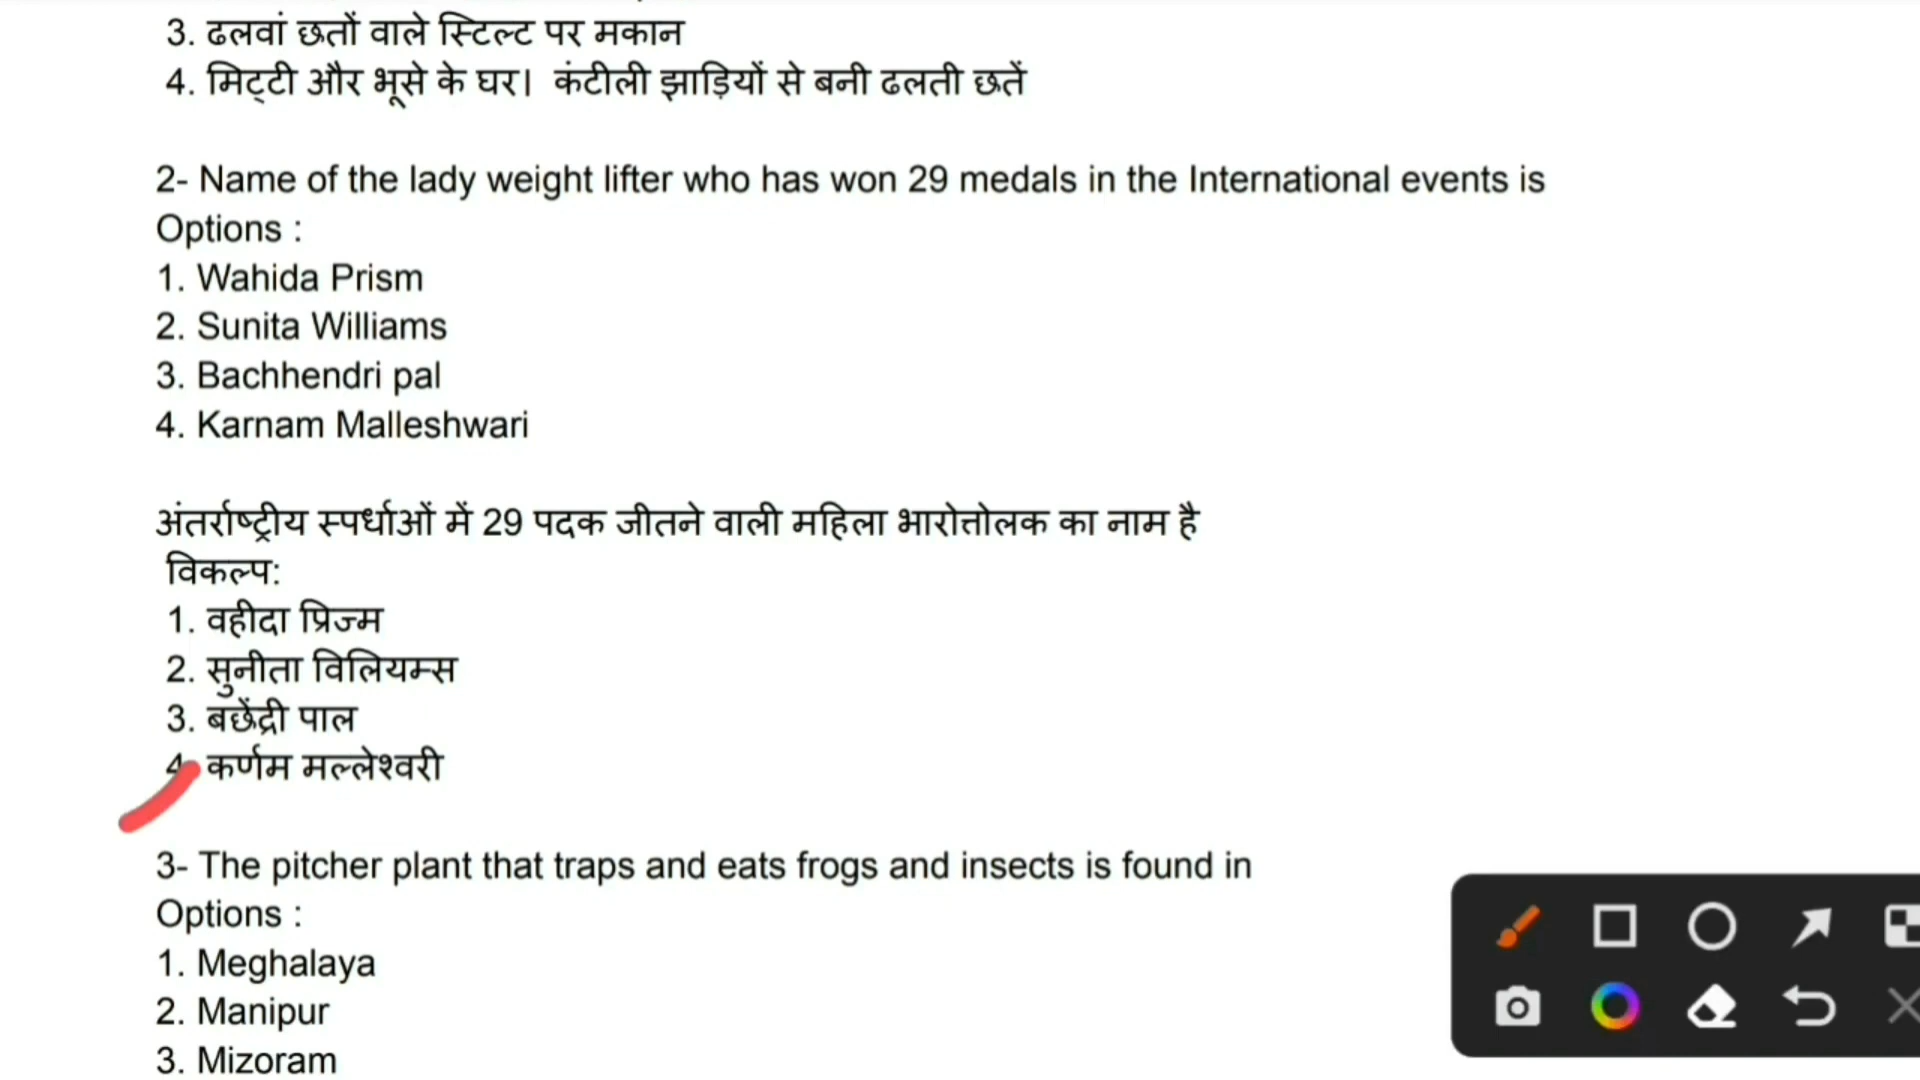 3. ढलवां छतों वाले स्टिल्ट पर मकान
4. मिट्टी और भूसे के घर। कंटीली झाड़ियों से बनी ढलती छतें
2- Name of the lady weight lifter who has won 29 medals in the International events is
Options :
1. Wahida Prism
2. Sunita Williams
3. Bachhendri pal
4. Karnam Malleshwari
अंतर्राष्ट्रीय स्पर्धाओं में 29 पदक जीतने वाली महिला भारोत्तोलक का नाम है
विकल्प:
1. वहीदा प्रिज्म
2. सुनीता विलियम्स
3. बछेंद्री पाल
4. कर्णम मल्लेश्वरी
3- The pitcher plant that traps and eats frogs and insects is found in
Options :
1. Meghalaya
2. Manipur
3. Mizoram